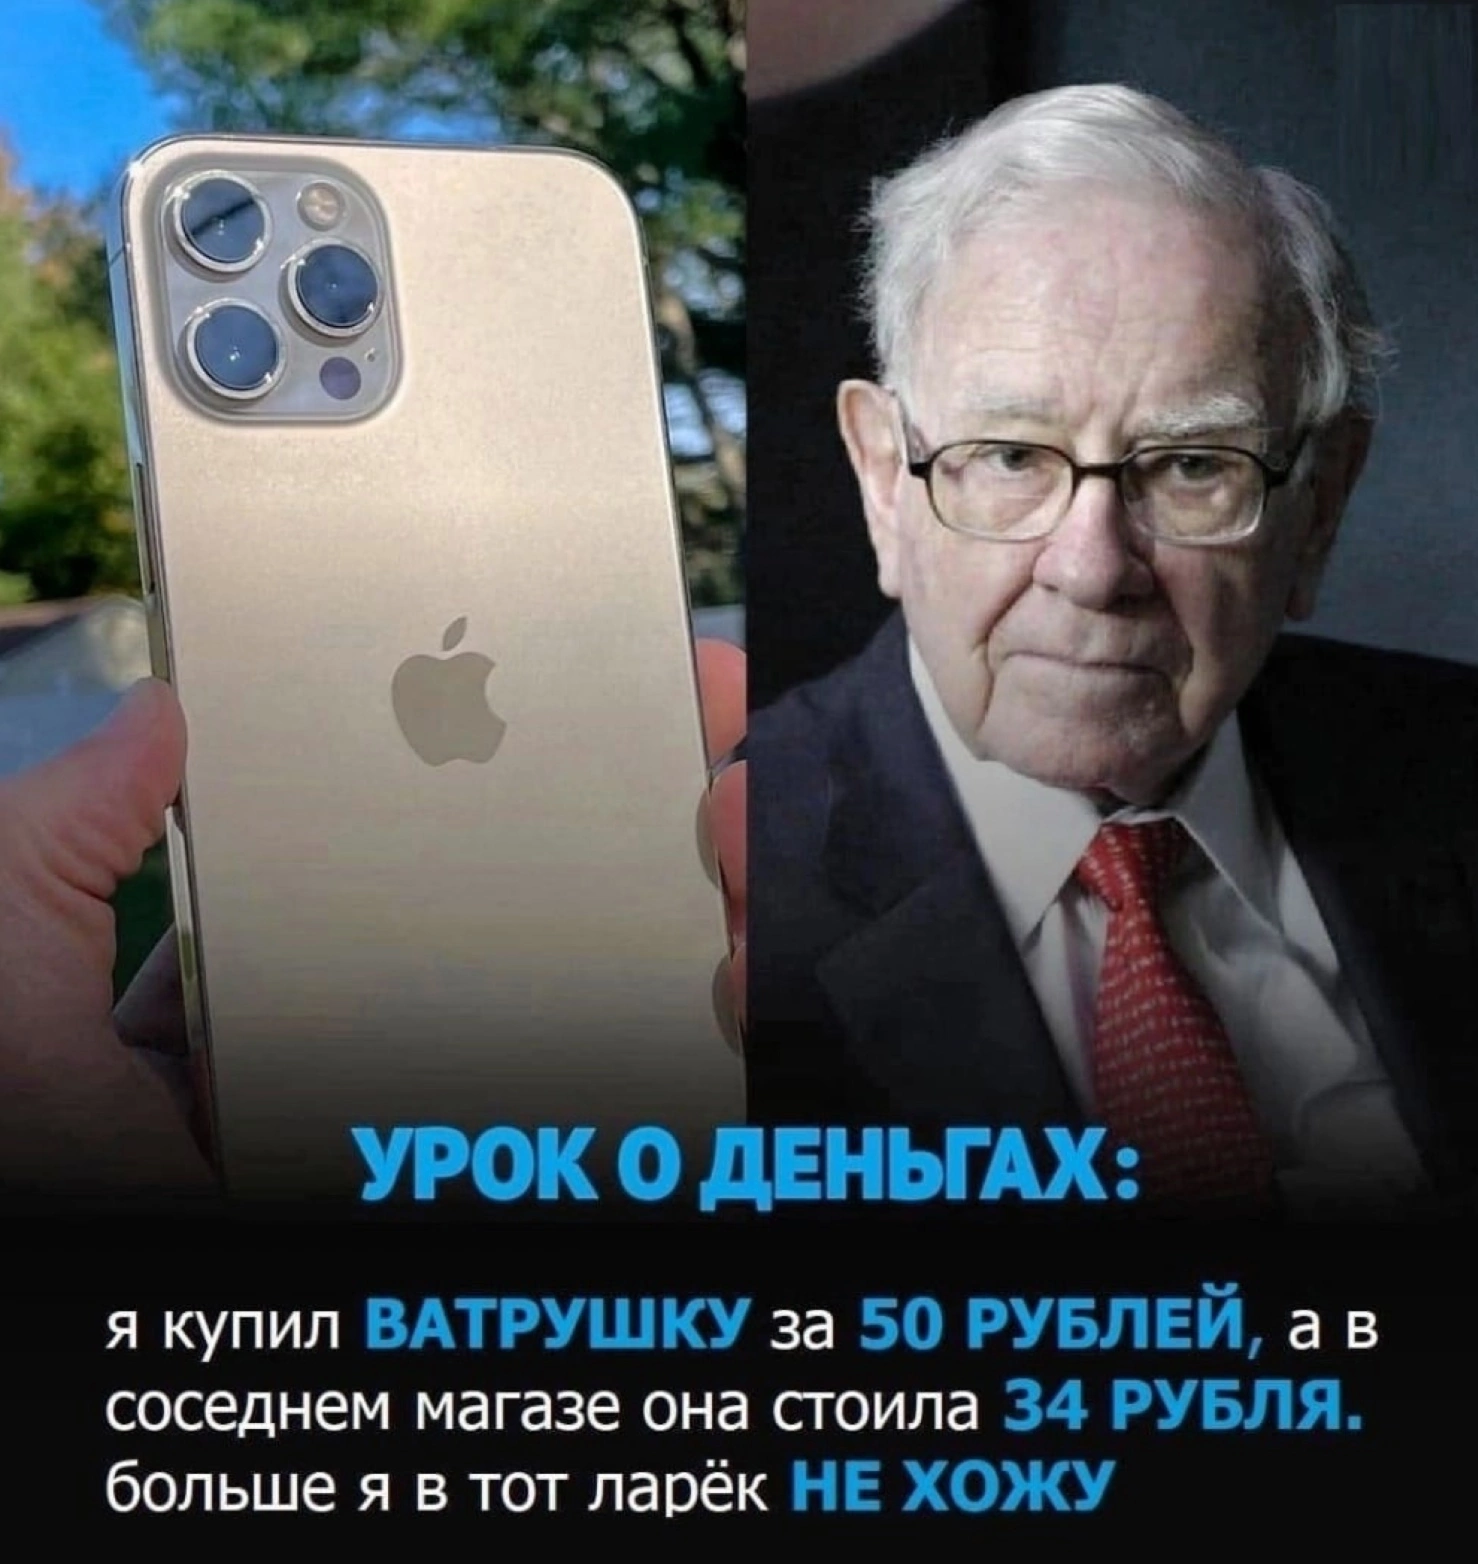 УРОК О ДЕНЬГАХ:
я купил ВАТРУШКУ за 50 РУБЛЕЙ, а в
соседнем магазе она стоила 34 РУБЛЯ.
больше я в тот ларёк НЕ ХОЖУ